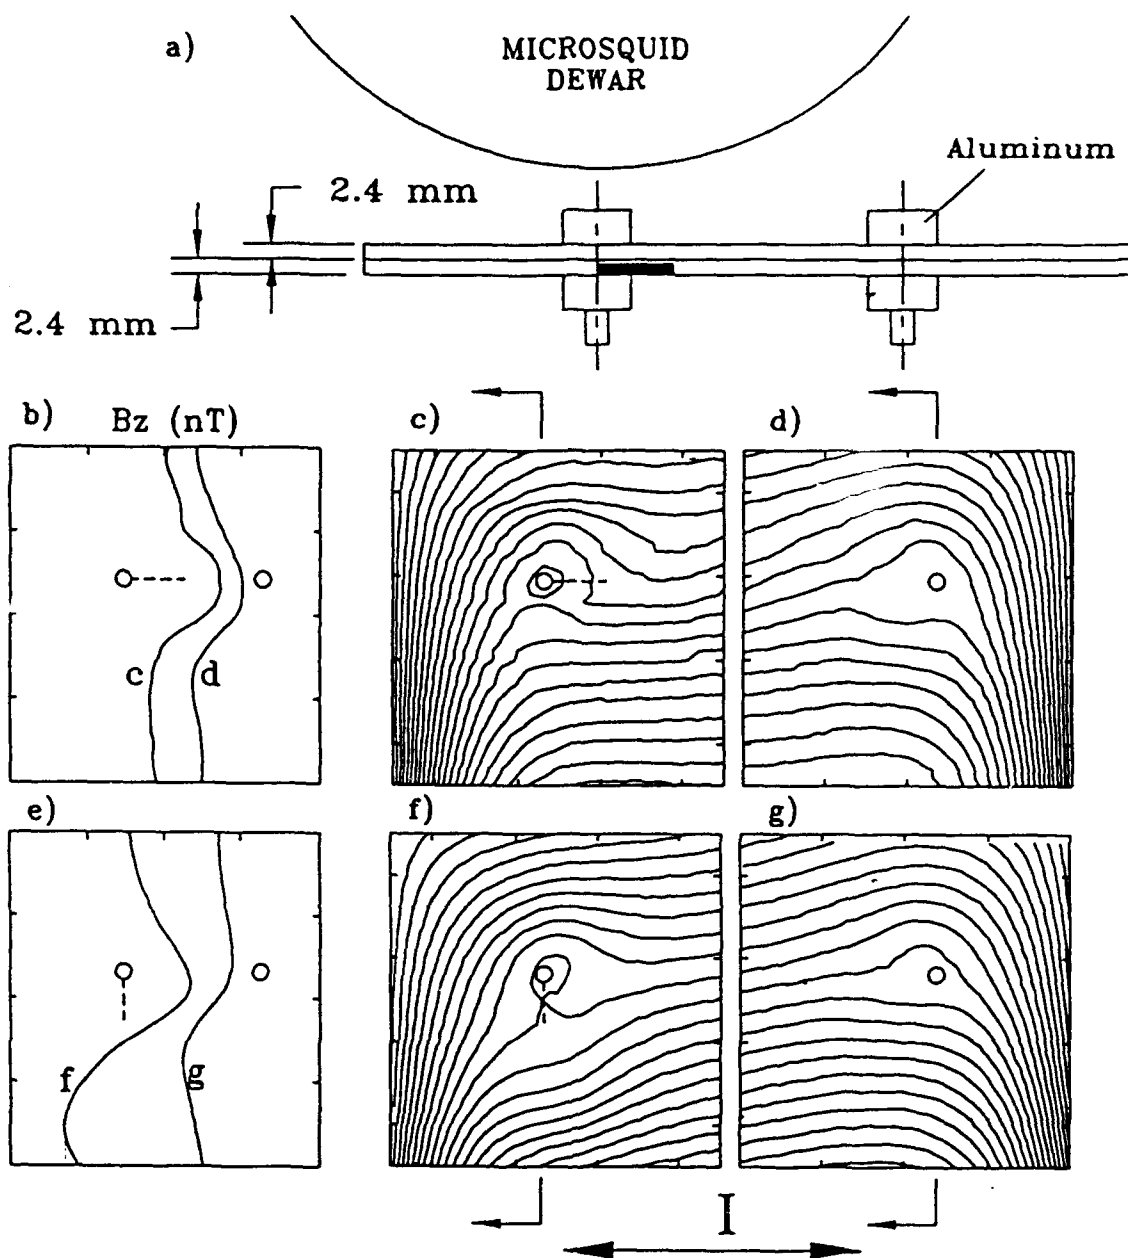 a)
MICROSQUID
DEWAR
Aluminum
2.4 mm
2.4 mm
b)
Bz (nT)
c)
d)
c
d
e)
f)
g)
f
g
I